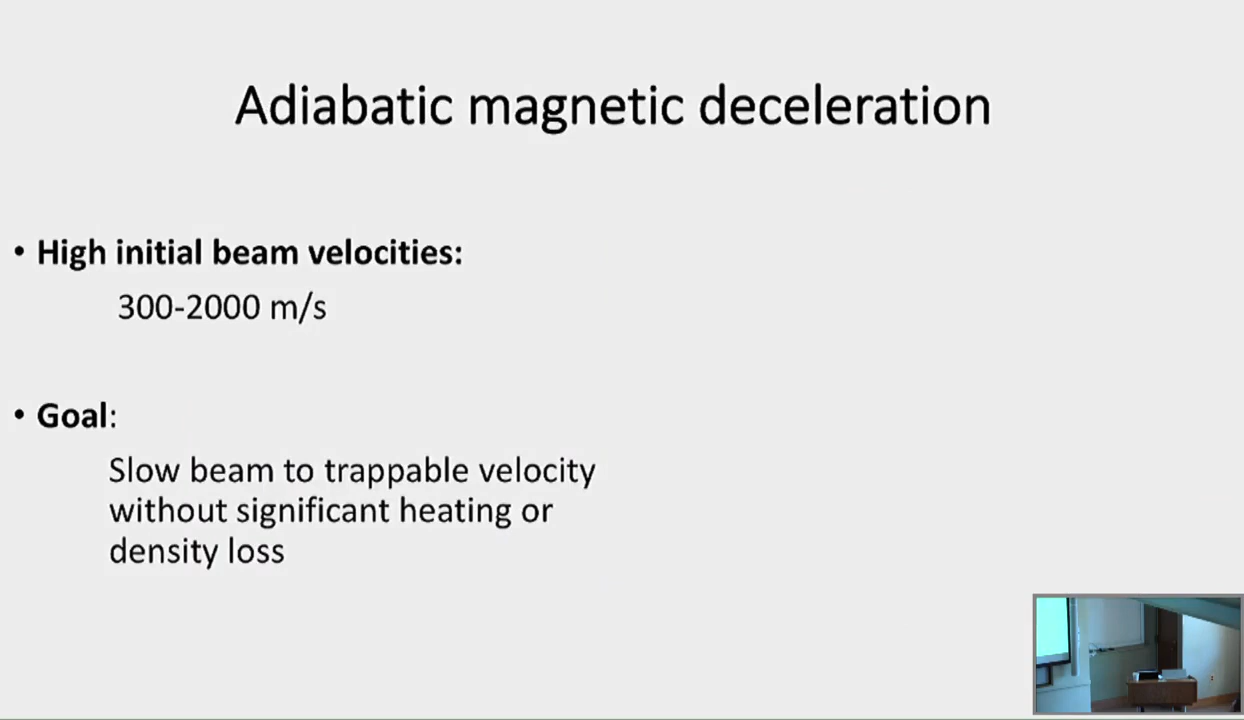 Adiabatic magnetic deceleration
• High initial beam velocities:
300-2000 m/s
• Goal:
Slow beam to trappable velocity
without significant heating or
density loss